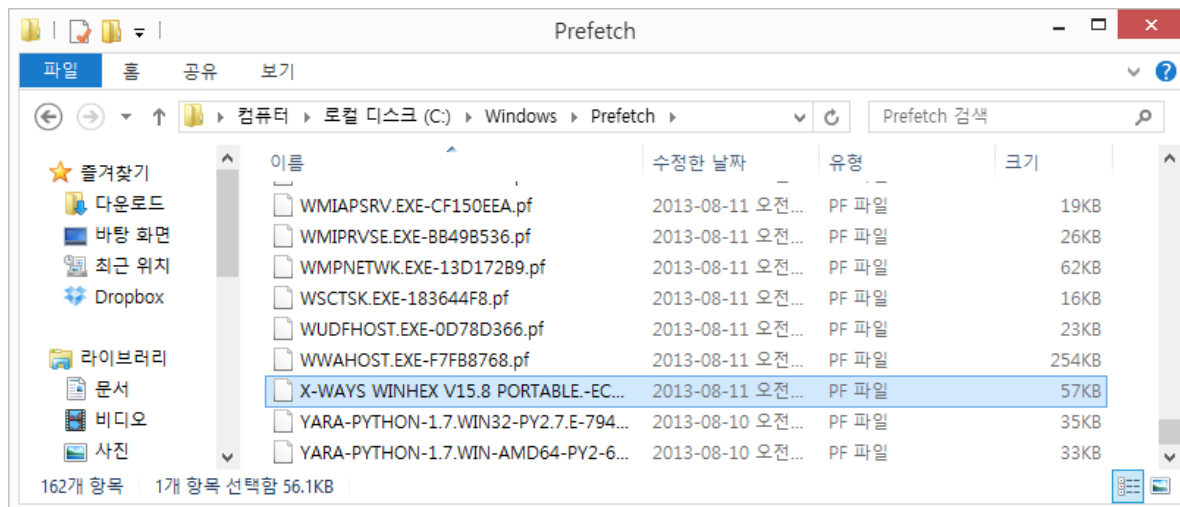 Prefetch
파일 홈 공유 보기
컴퓨터 로컬 디스크 (C:) Windows Prefetch Prefetch 검색
즐겨찾기
다운로드
바탕 화면
최근 위치
Dropbox
라이브러리
문서
비디오
사진
이름 수정한 날짜 유형 크기
WMIAPSRV.EXE-CF150EEA.pf 2013-08-11 오전... PF 파일 19KB
WMIPRVSE.EXE-BB49B536.pf 2013-08-11 오전... PF 파일 26KB
WMPNETWK.EXE-13D172B9.pf 2013-08-11 오전... PF 파일 62KB
WSCTSK.EXE-183644F8.pf 2013-08-11 오전... PF 파일 16KB
WUDFHOST.EXE-0D78D366.pf 2013-08-11 오전... PF 파일 23KB
WWAHOST.EXE-F7FB8768.pf 2013-08-11 오전... PF 파일 254KB
X-WAYS WINHEX V15.8 PORTABLE.-EC... 2013-08-11 오전... PF 파일 57KB
YARA-PYTHON-1.7.WIN32-PY2.7.E-794... 2013-08-10 오전... PF 파일 35KB
YARA-PYTHON-1.7.WIN-AMD64-PY2-6... 2013-08-10 오전... PF 파일 33KB
162개 항목 1개 항목 선택함 56.1KB